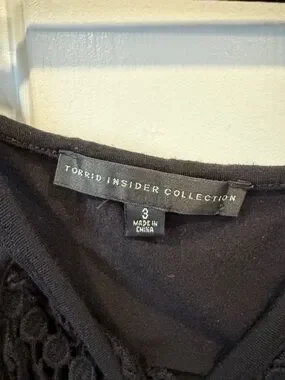 TORRID INSIDER COLLECTION
3
MADE IN
CHINA